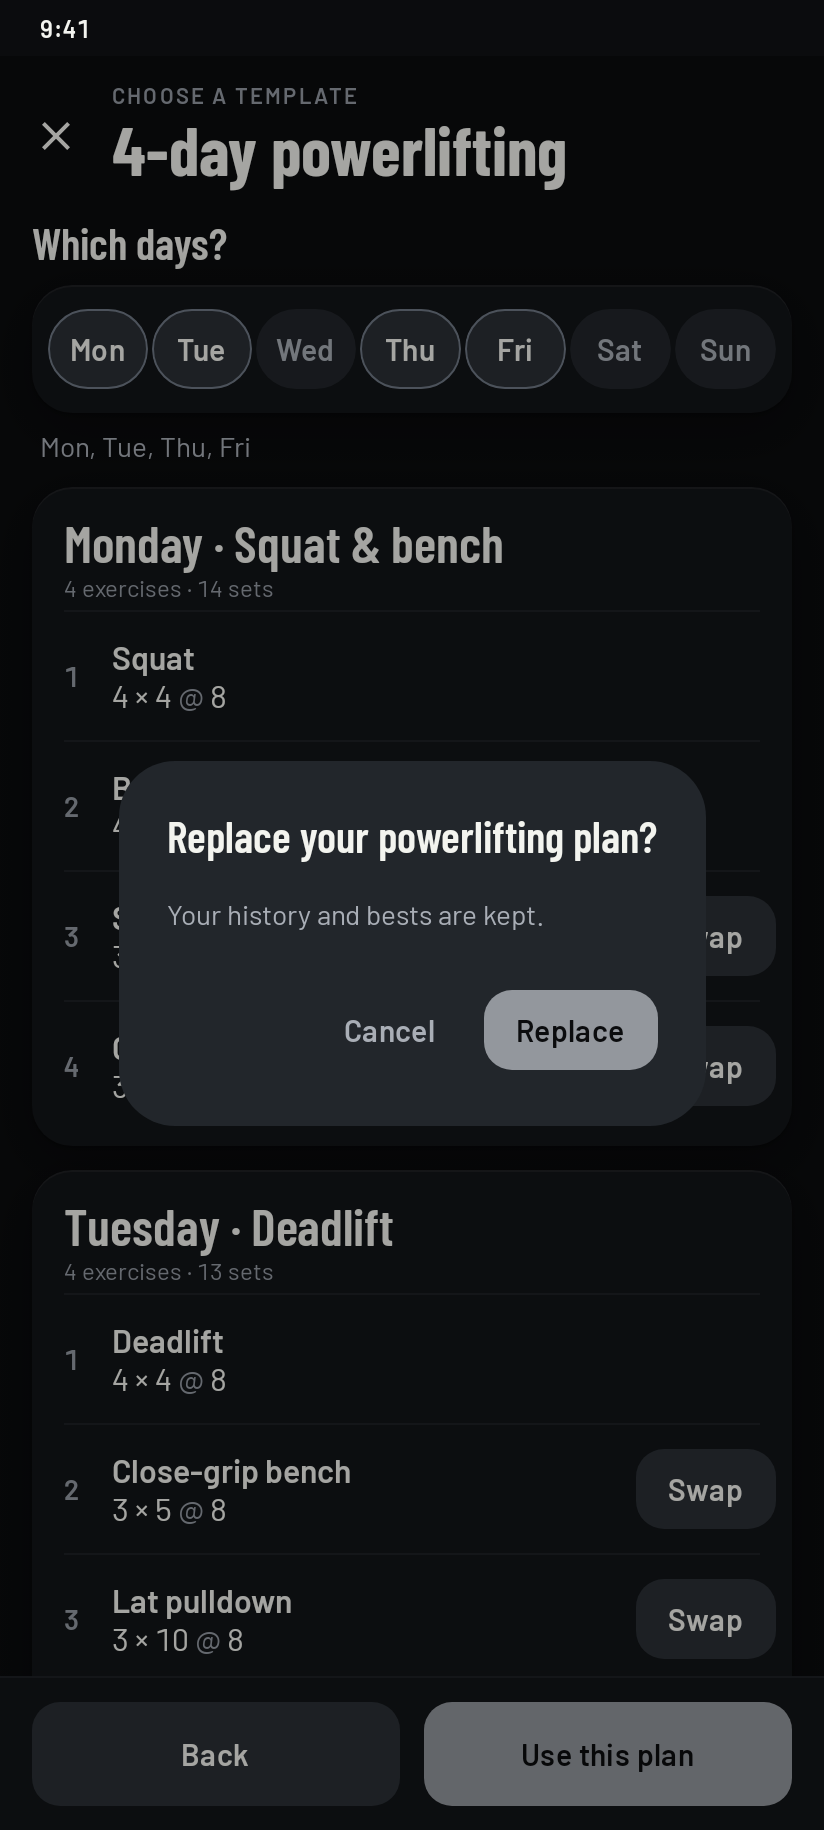 9:41
CHOOSE A TEMPLATE
4-day powerlifting
Which days?
Mon Tue Wed Thu Fri Sat Sun
Mon, Tue, Thu, Fri
Monday · Squat & bench
4 exercises · 14 sets
1 Squat
4 × 4 @ 8
2
Replace your powerlifting plan?
3
Your history and bests are kept.
4
Cancel Replace
Tuesday · Deadlift
4 exercises · 13 sets
1 Deadlift
4 × 4 @ 8
2 Close-grip bench Swap
3 × 5 @ 8
3 Lat pulldown Swap
3 × 10 @ 8
Back Use this plan